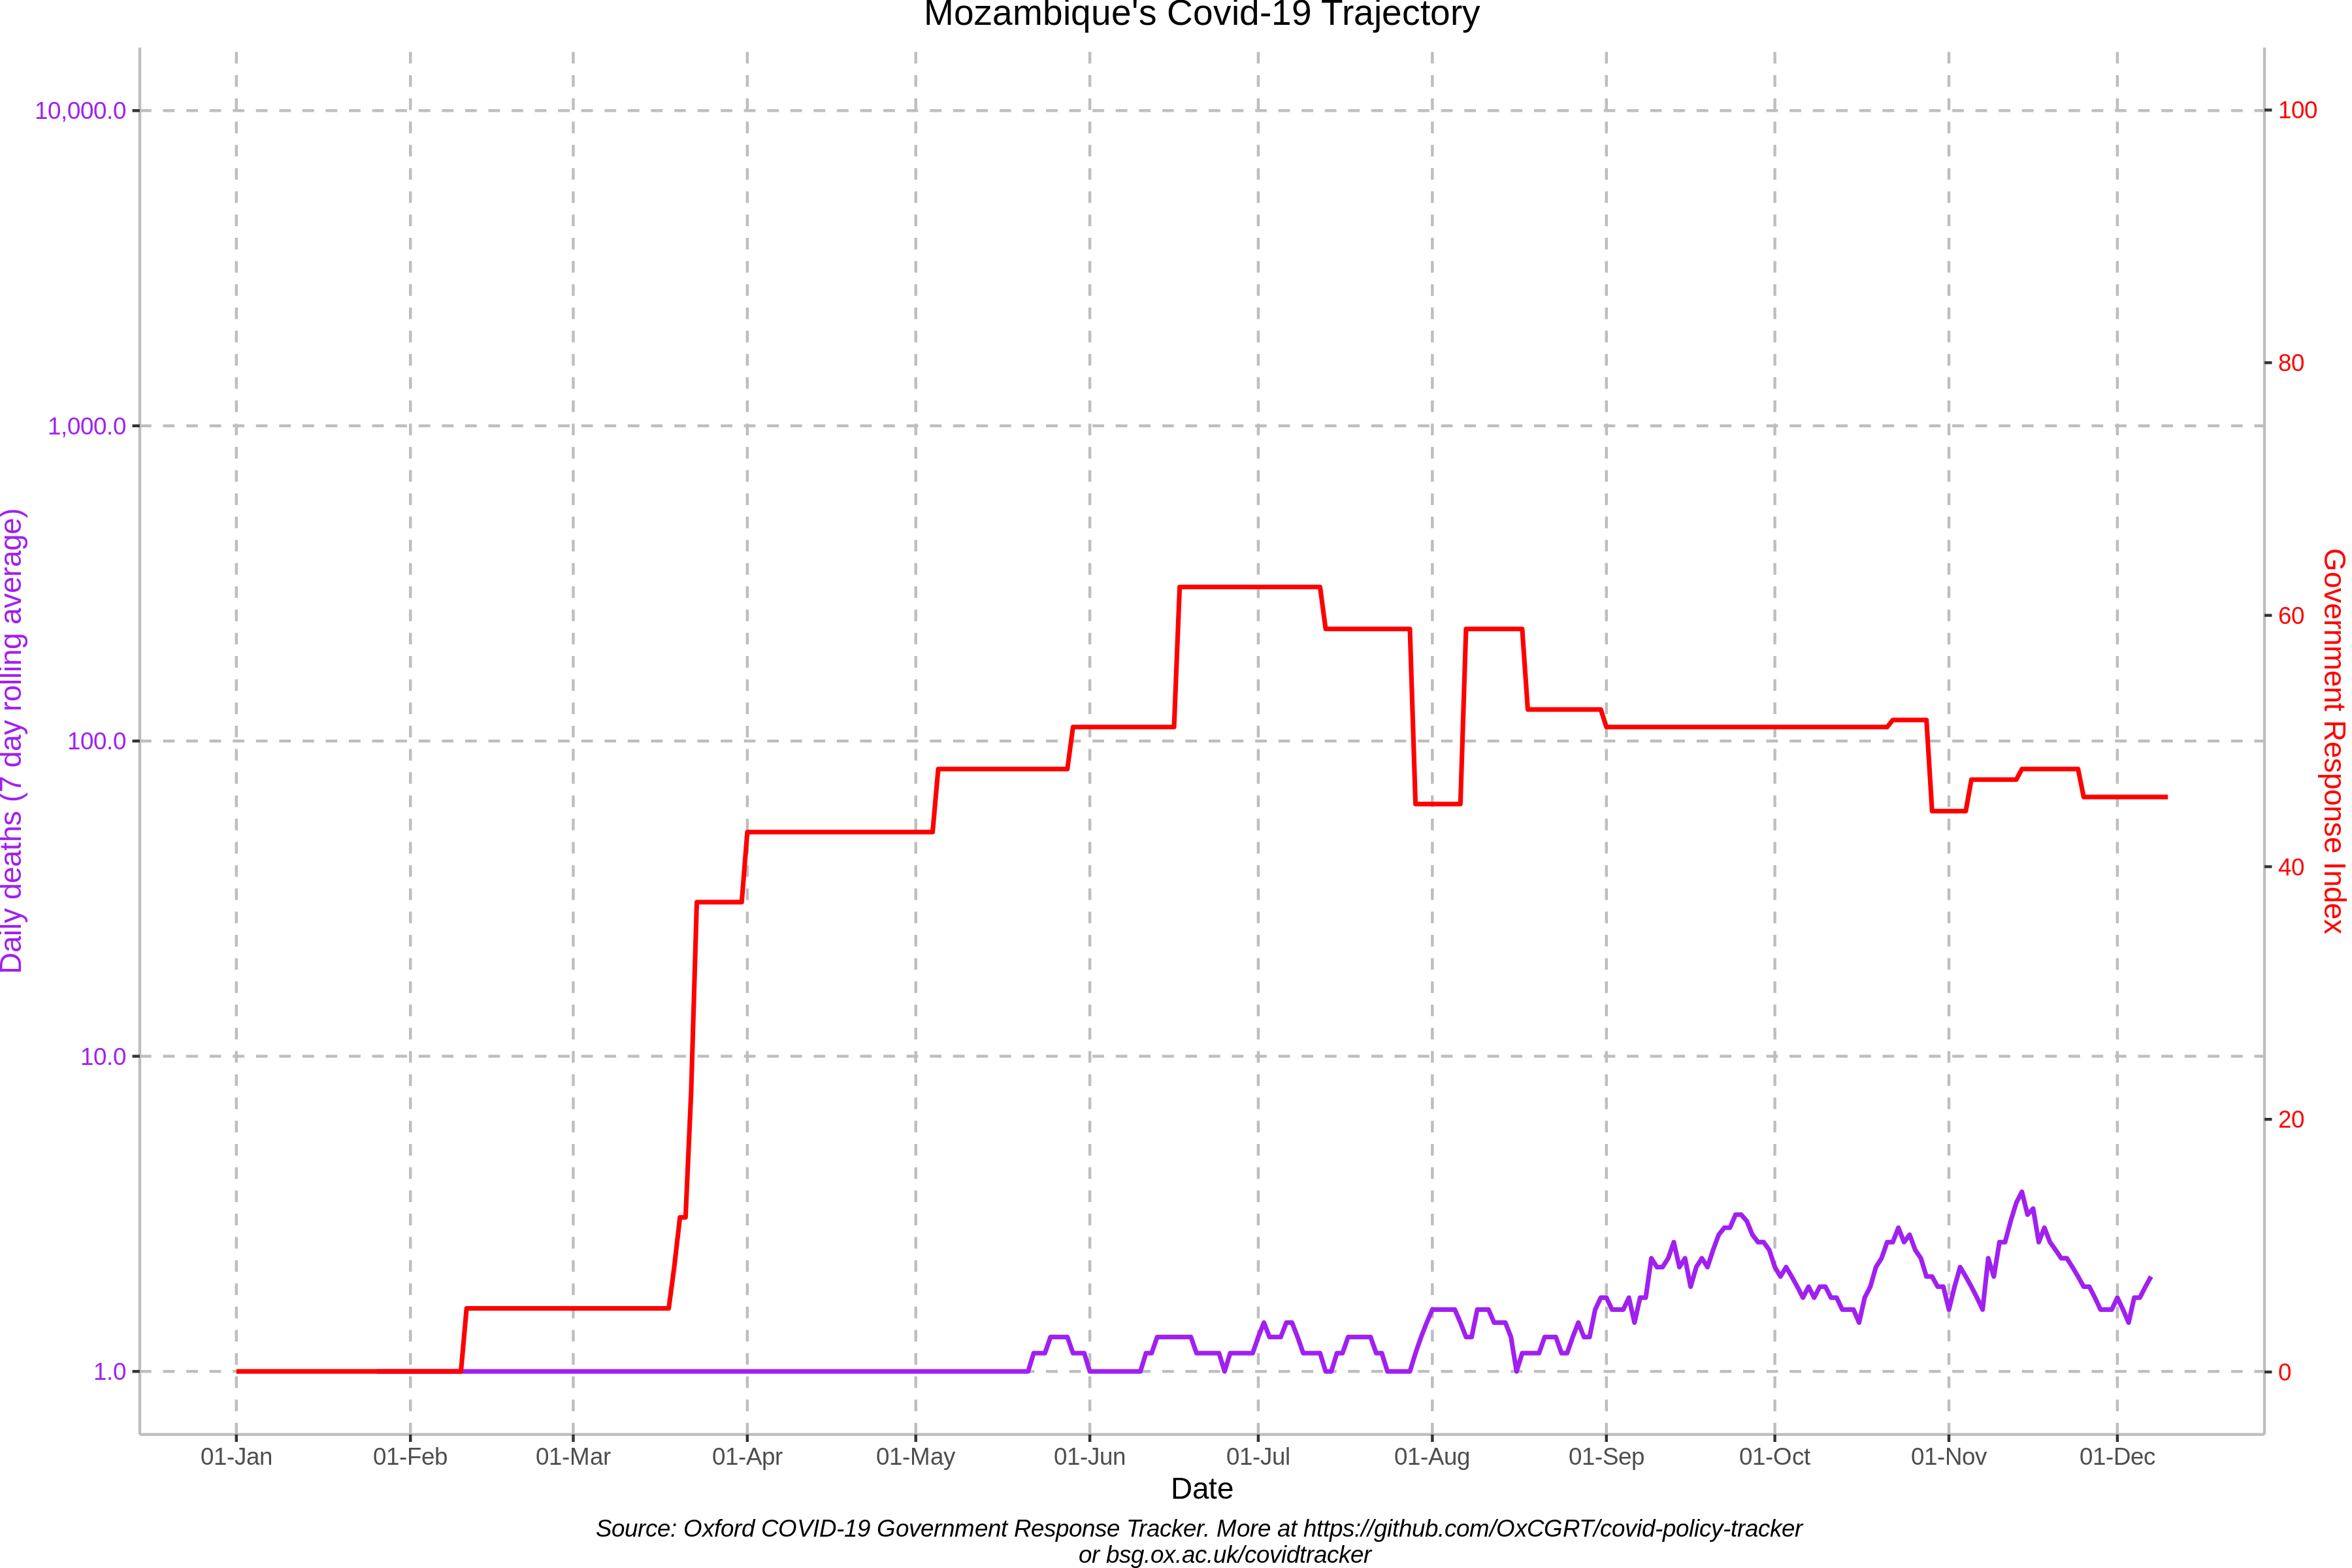 Mozambique's Covid-19 Trajectory
Daily deaths (7 day rolling average)
10,000.0
1,000.0
100.0
10.0
1.0
100
80
60
40
20
0
Government Response Index
01-Jan 01-Feb 01-Mar 01-Apr 01-May 01-Jun 01-Jul 01-Aug 01-Sep 01-Oct 01-Nov 01-Dec
Date
Source: Oxford COVID-19 Government Response Tracker. More at https://github.com/OxCGRT/covid-policy-tracker
or bsg.ox.ac.uk/covidtracker